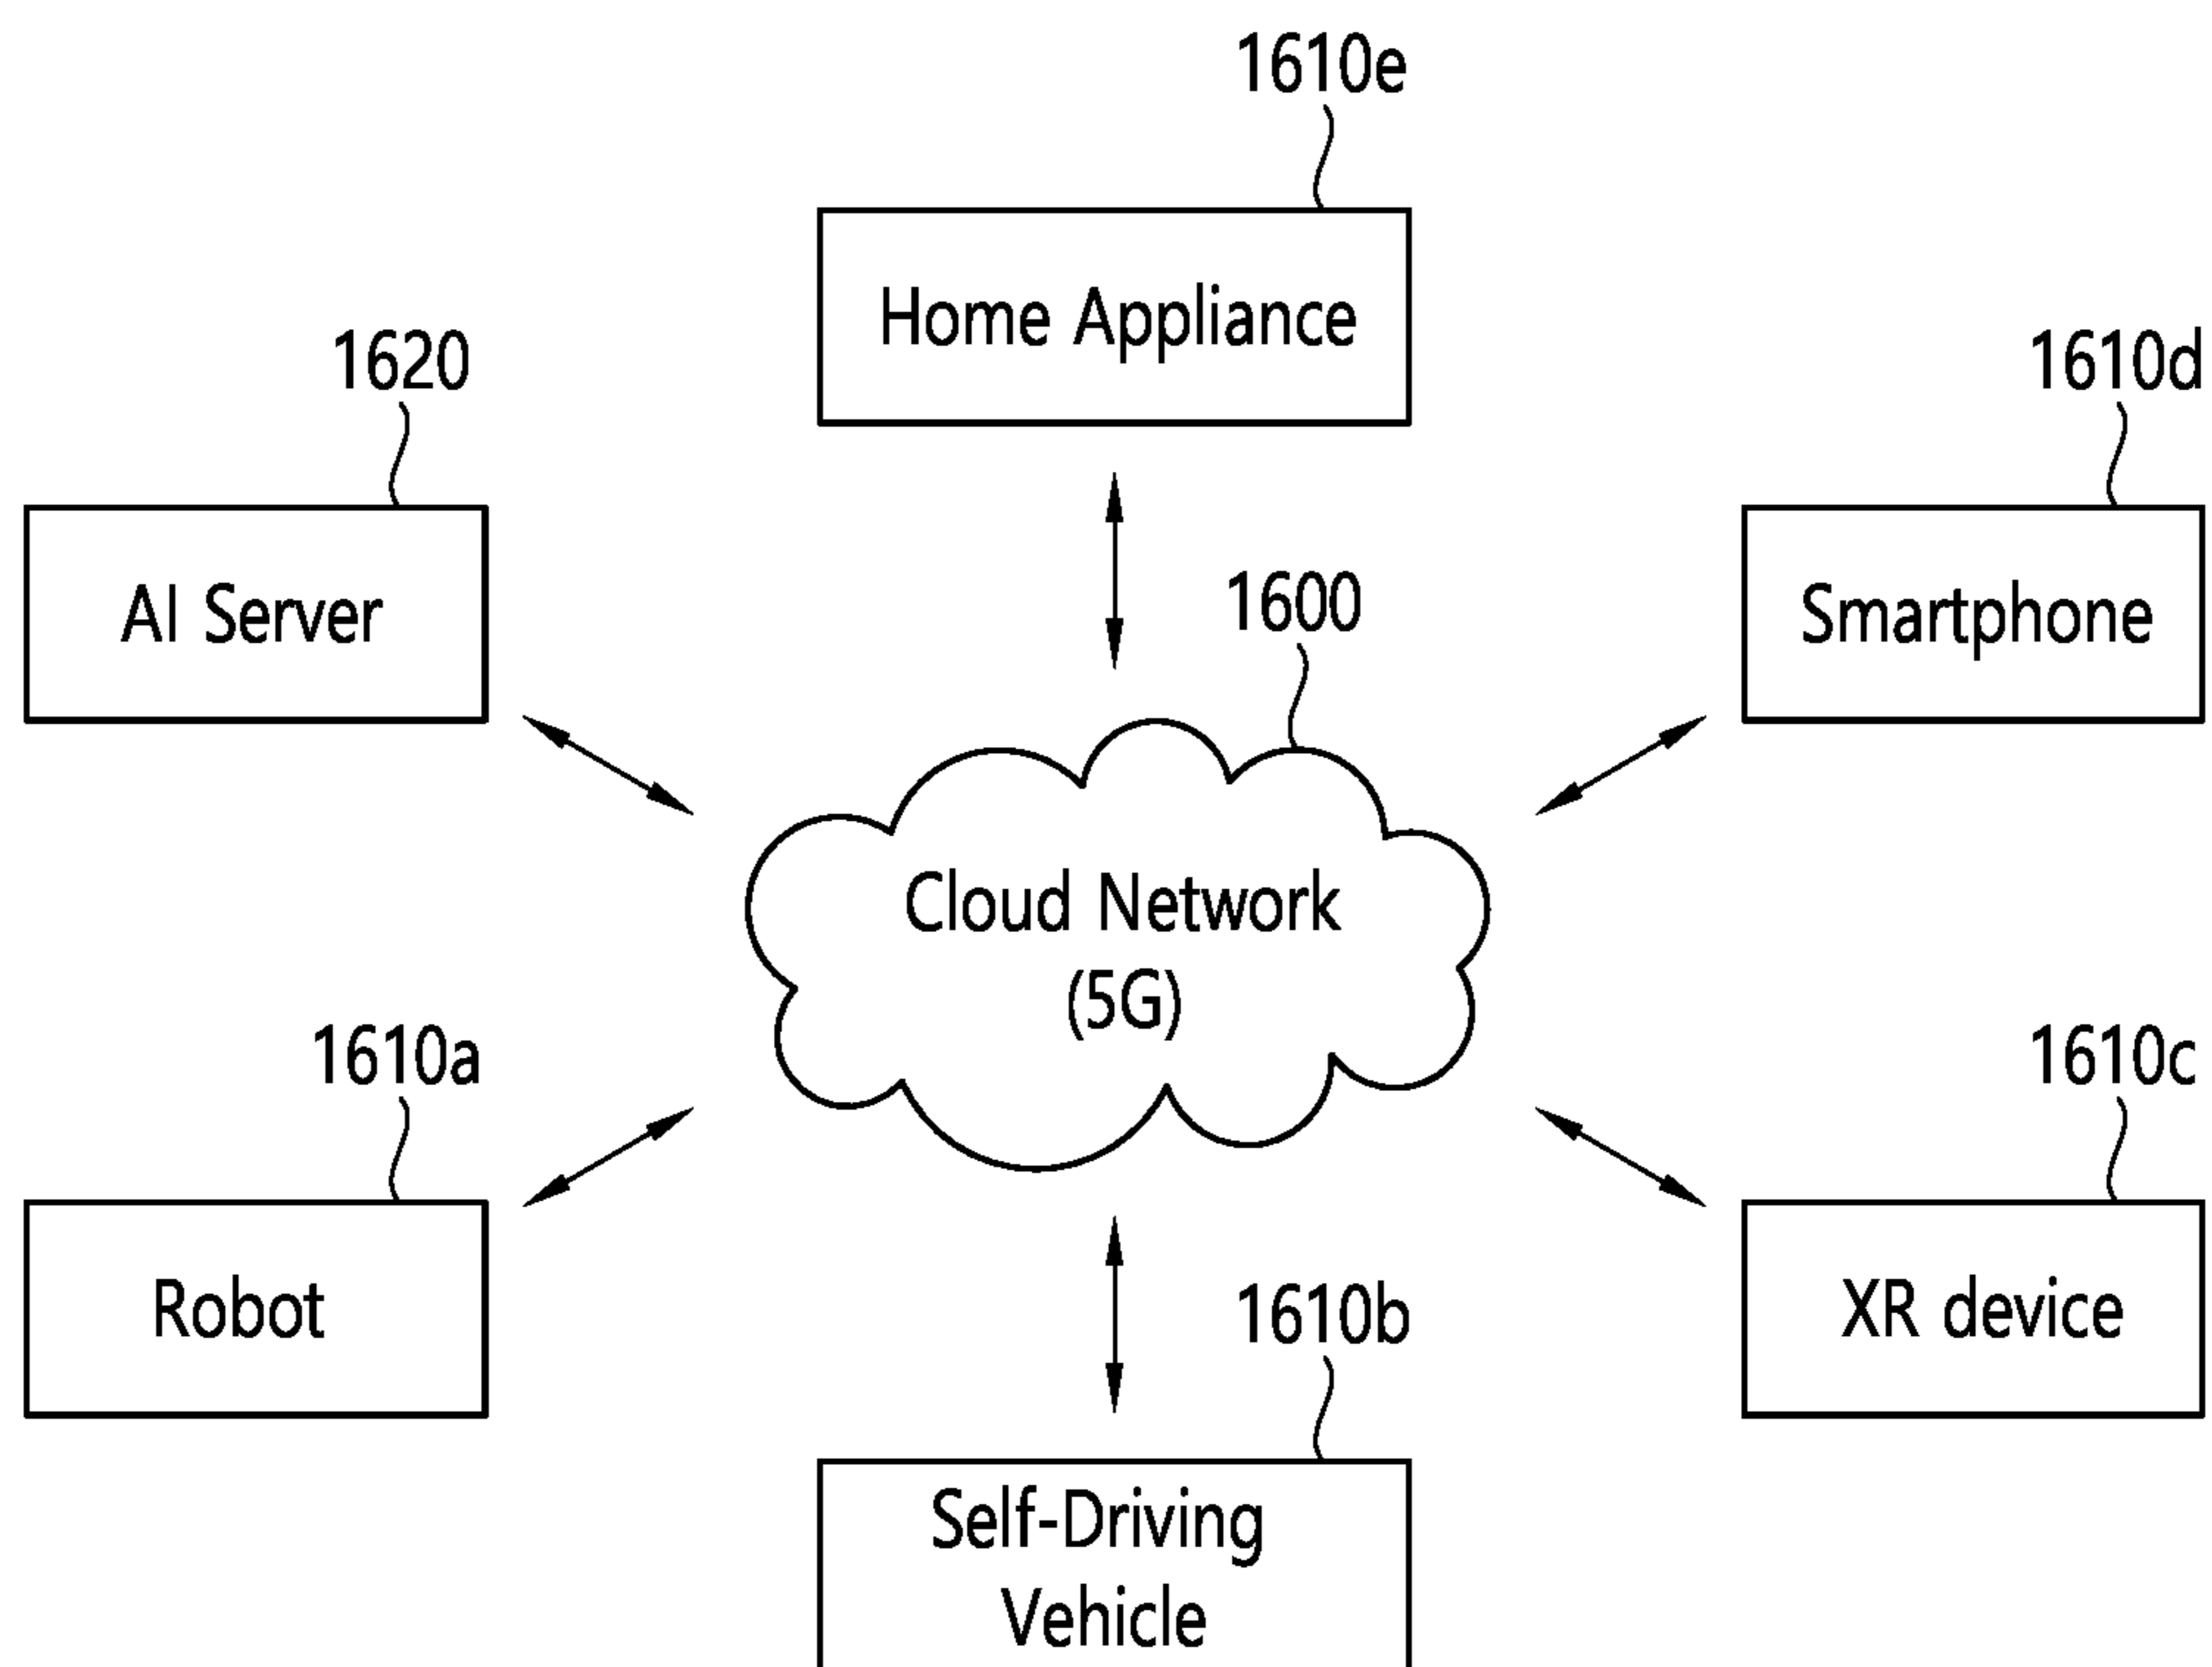 1610e
Home Appliance
1620
AI Server
1610d
Smartphone
1600
Cloud Network
(5G)
1610a
Robot
1610c
XR device
1610b
Self-Driving
Vehicle